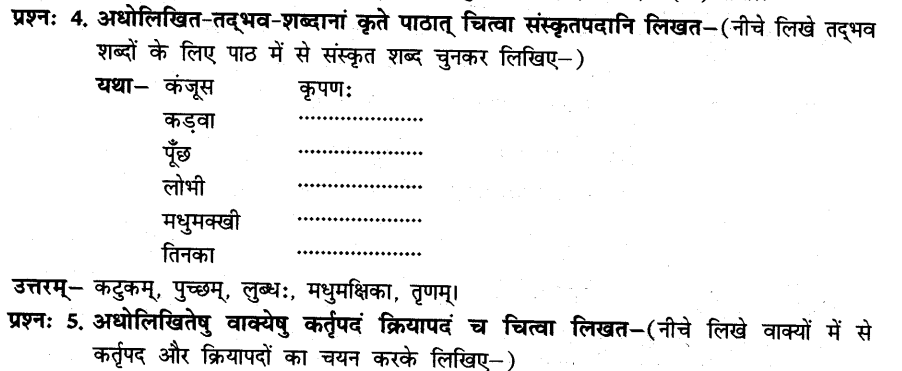 प्रश्नः 4. अधोलिखित-तद्भव-शब्दानां कृते पाठात् चित्वा संस्कृतपदानि लिखत–(नीचे लिखे तद्भव
शब्दों के लिए पाठ में से संस्कृत शब्द चुनकर लिखिए–)
यथा– कंजूस कृपणः
कड़वा ......................
पूँछ ......................
लोभी ......................
मधुमक्खी ......................
तिनका ......................
उत्तरम्– कटुकम्, पुच्छम्, लुब्धः, मधुमक्षिका, तृणम्।
प्रश्नः 5. अधोलिखितेषु वाक्येषु कर्तृपदं क्रियापदं च चित्वा लिखत–(नीचे लिखे वाक्यों में से
कर्तृपद और क्रियापदों का चयन करके लिखिए–)